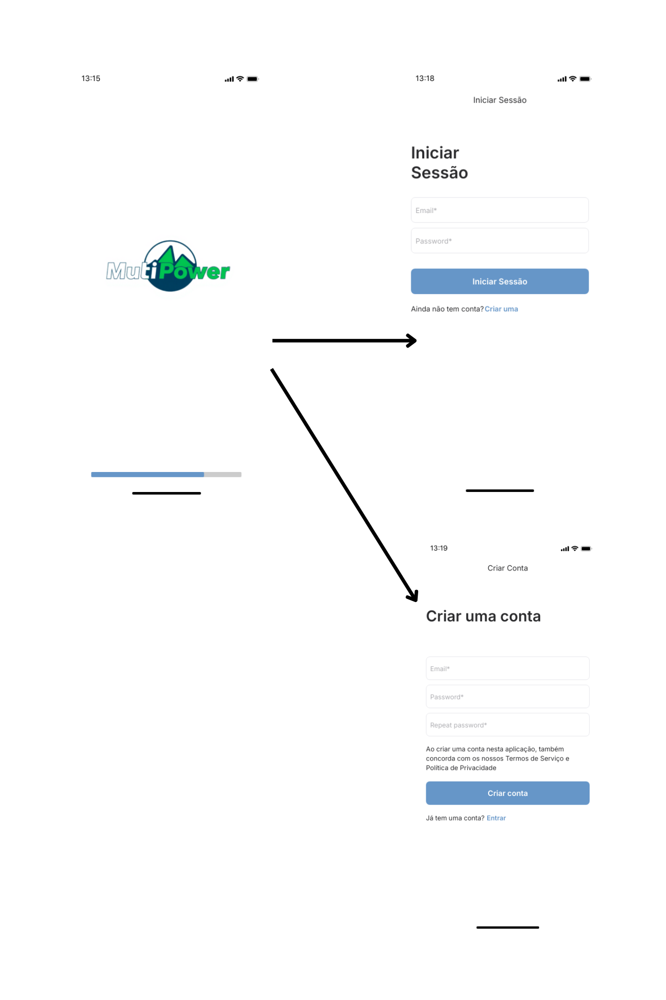 13:15
MutiPower
13:18
Iniciar Sessão
Iniciar
Sessão
Email*
Password*
Iniciar Sessão
Ainda não tem conta? Criar uma
13:19
Criar Conta
Criar uma conta
Email*
Password*
Repeat password*
Ao criar uma conta nesta aplicação, também
concorda com os nossos Termos de Serviço e
Política de Privacidade
Criar conta
Já tem uma conta? Entrar